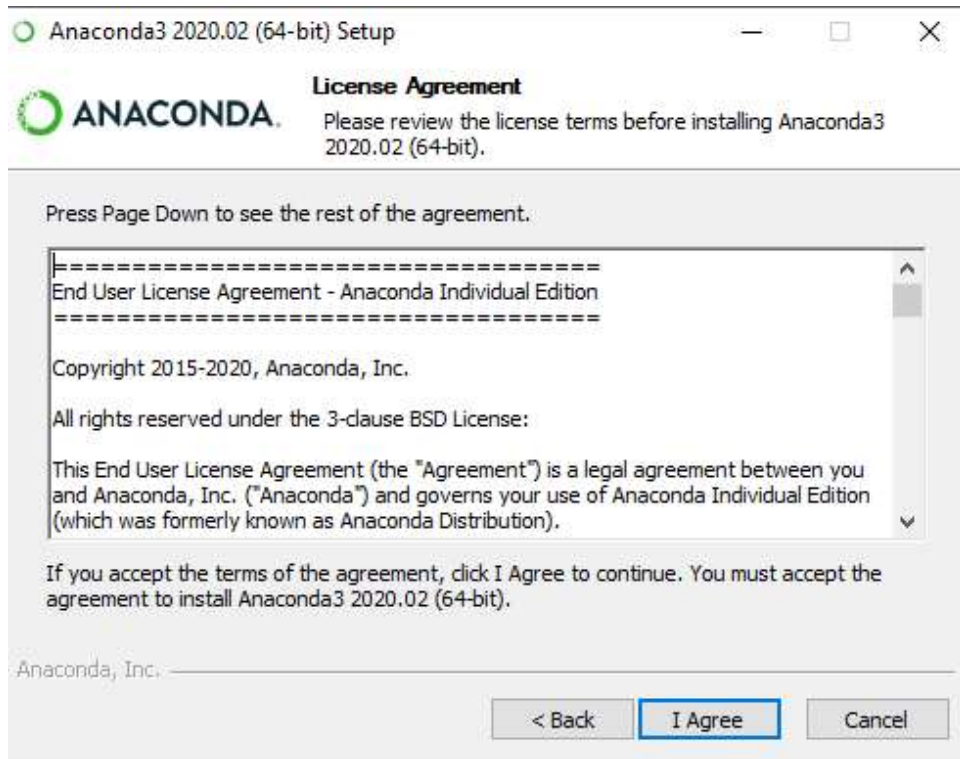 Anaconda3 2020.02 (64-bit) Setup
ANACONDA.
License Agreement
Please review the license terms before installing Anaconda3
2020.02 (64-bit).
Press Page Down to see the rest of the agreement.
===================================
End User License Agreement - Anaconda Individual Edition
===================================
Copyright 2015-2020, Anaconda, Inc.
All rights reserved under the 3-clause BSD License:
This End User License Agreement (the "Agreement") is a legal agreement between you
and Anaconda, Inc. ("Anaconda") and governs your use of Anaconda Individual Edition
(which was formerly known as Anaconda Distribution).
If you accept the terms of the agreement, click I Agree to continue. You must accept the
agreement to install Anaconda3 2020.02 (64-bit).
Anaconda, Inc.
< Back
I Agree
Cancel